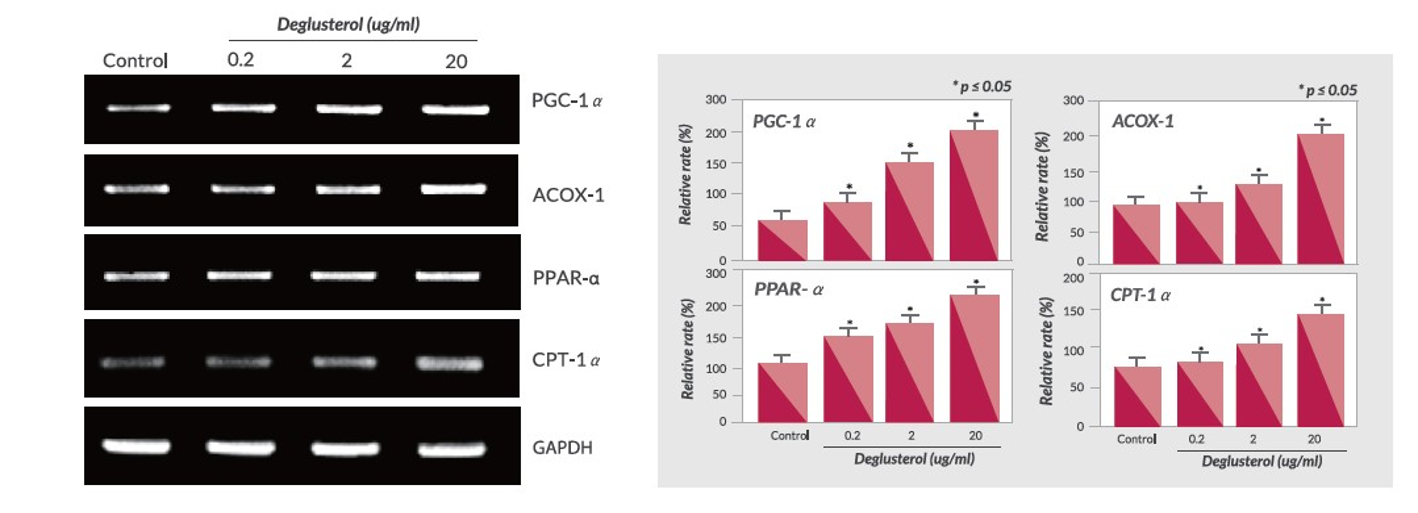 Deglusterol (ug/ml)
Control 0.2 2 20
PGC-1 α
ACOX-1
PPAR-α
CPT-1 α
GAPDH
* p ≤ 0.05
PGC-1 α
Relative rate (%)
300
200
150
100
50
0
* p ≤ 0.05
ACOX-1
Relative rate (%)
300
200
150
100
50
0
PPAR- α
Relative rate (%)
300
200
150
100
50
0
Control 0.2 2 20
Deglusterol (ug/ml)
CPT-1 α
Relative rate (%)
200
150
100
50
0
Control 0.2 2 20
Deglusterol (ug/ml)